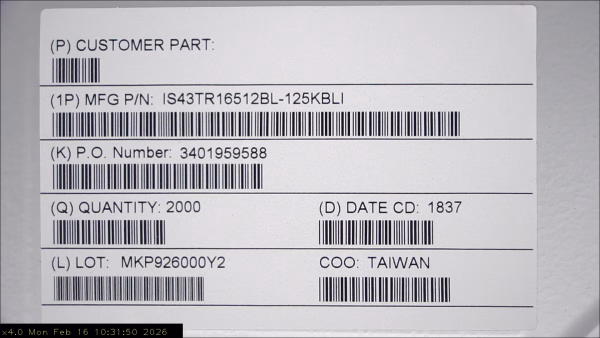 (P) CUSTOMER PART:
(1P) MFG P/N: IS43TR16512BL-125KBLI
(K) P.O. Number: 3401959588
(Q) QUANTITY: 2000 (D) DATE CD: 1837
(L) LOT: MKP926000Y2 COO: TAIWAN
x4.0 Mon Feb 16 10:31:50 2026